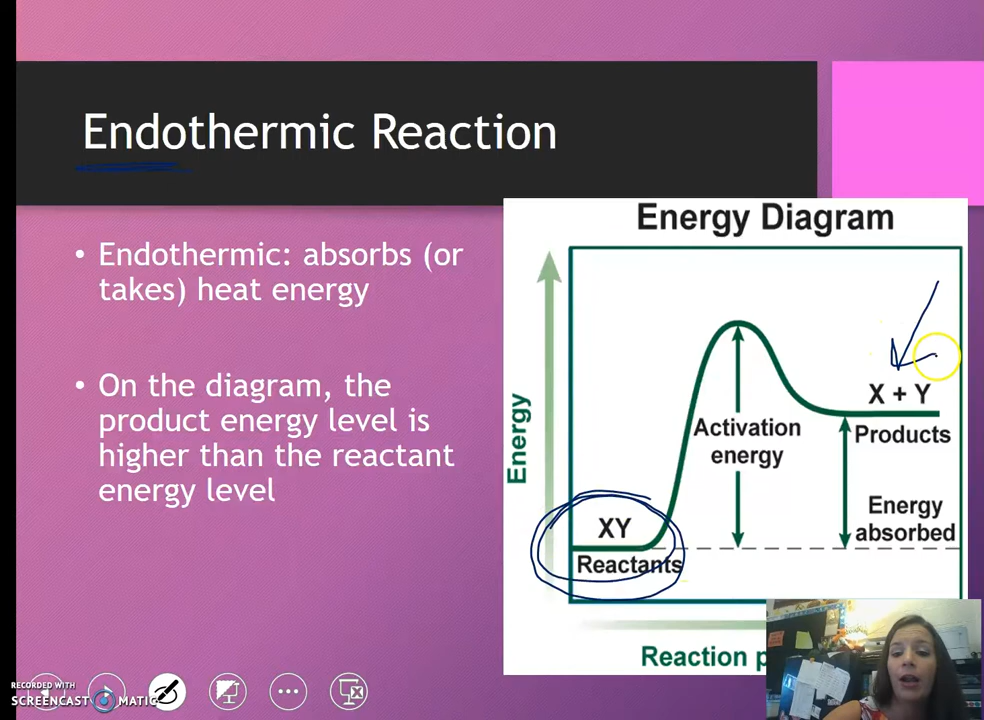 Endothermic Reaction
• Endothermic: absorbs (or
takes) heat energy
• On the diagram, the
product energy level is
higher than the reactant
energy level
Energy Diagram
Energy
X + Y
Products
Activation
energy
Energy
absorbed
XY
Reactants
Reaction p
RECORDED WITH
SCREENCAST MATIC